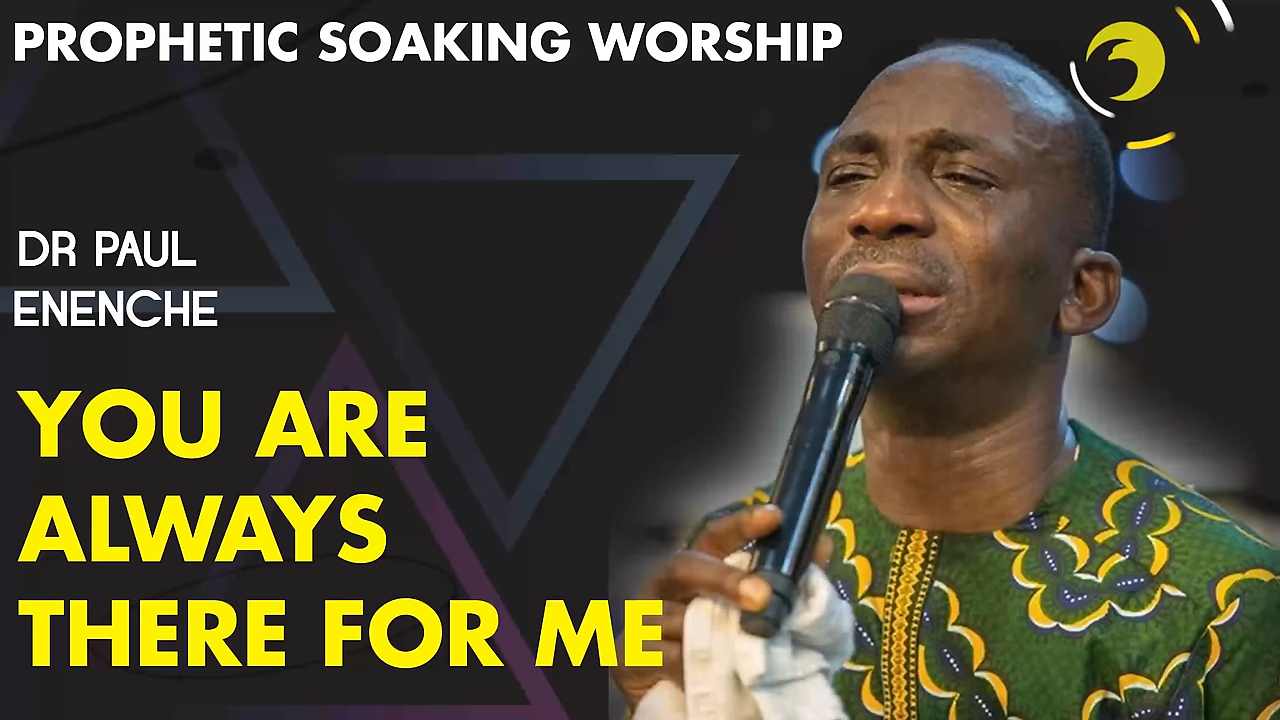 PROPHETIC SOAKING WORSHIP
DR PAUL
ENENCHE
YOU ARE
ALWAYS
THERE FOR ME